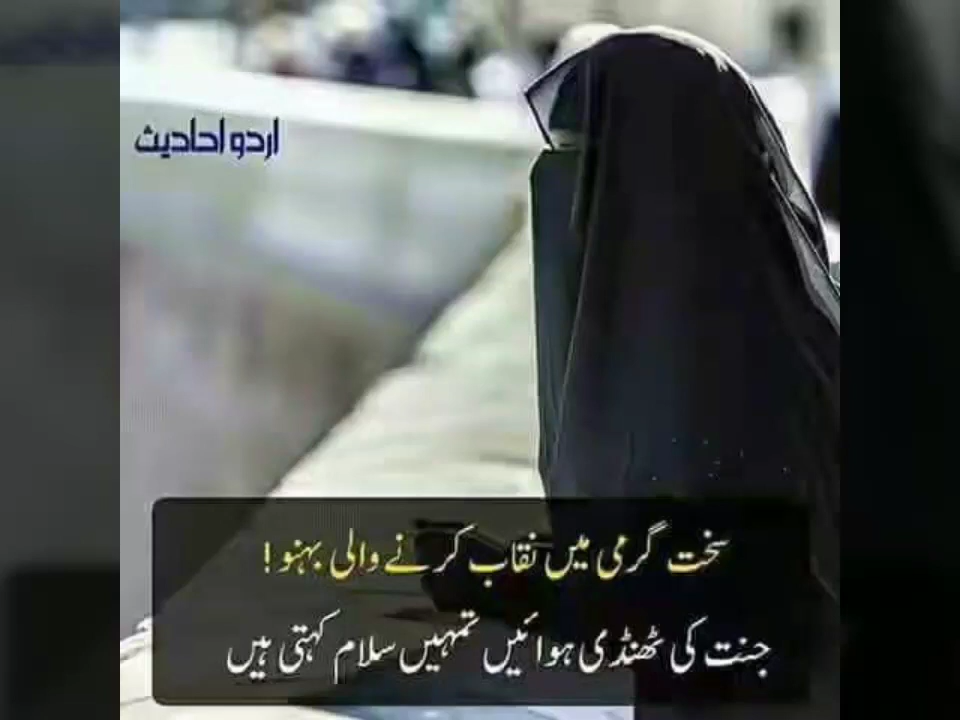 اردو احادیث
سخت گرمی میں نقاب کرنے والی بہنو!
جنت کی ٹھنڈی ہوائیں تمہیں سلام کہتی ہیں